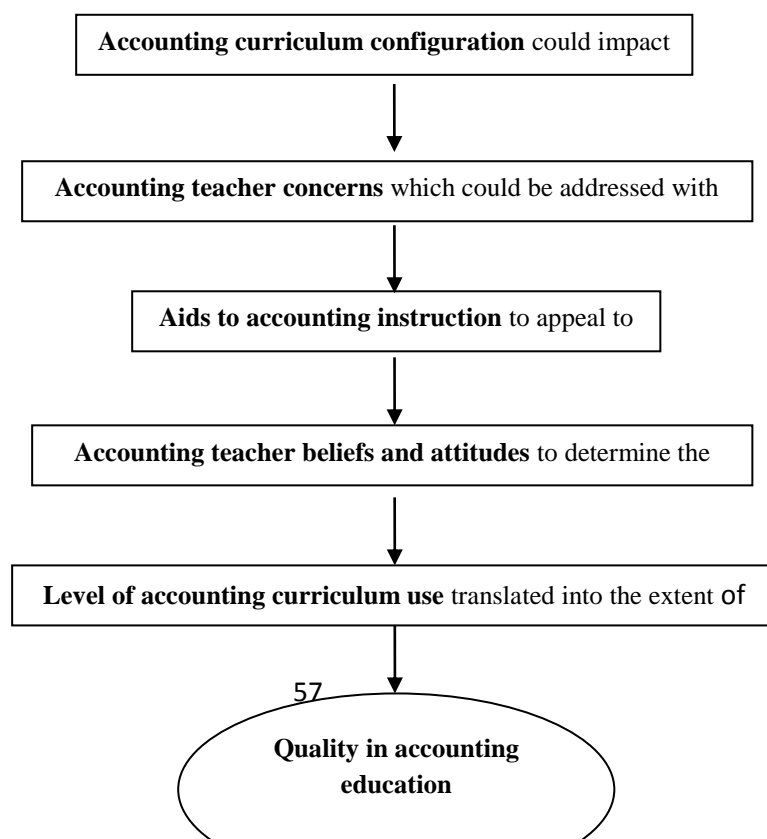 Accounting curriculum configuration could impact
Accounting teacher concerns which could be addressed with
Aids to accounting instruction to appeal to
Accounting teacher beliefs and attitudes to determine the
Level of accounting curriculum use translated into the extent of
57
Quality in accounting
education